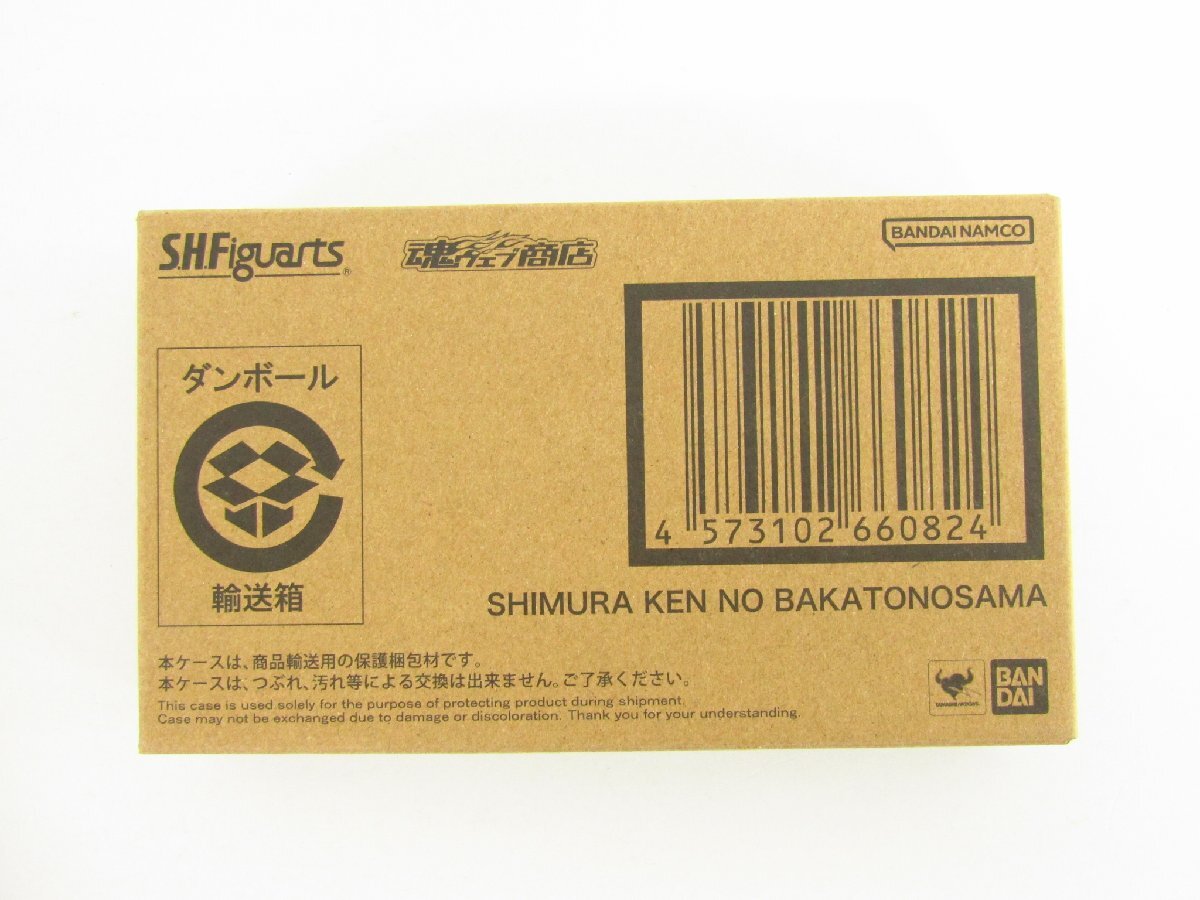 S.H.Figuarts®
魂ウェブ商店
BANDAI NAMCO
ダンボール
輸送箱
4 573102 660824
SHIMURA KEN NO BAKATONOSAMA
本ケースは、商品輸送用の保護梱包材です。
本ケースは、つぶれ、汚れ等による交換は出来ません。ご了承ください。
This case is used solely for the purpose of protecting product during shipment.
Case may not be exchanged due to damage or discoloration. Thank you for your understanding.
TAMASHII NATIONS
BAN
DAI